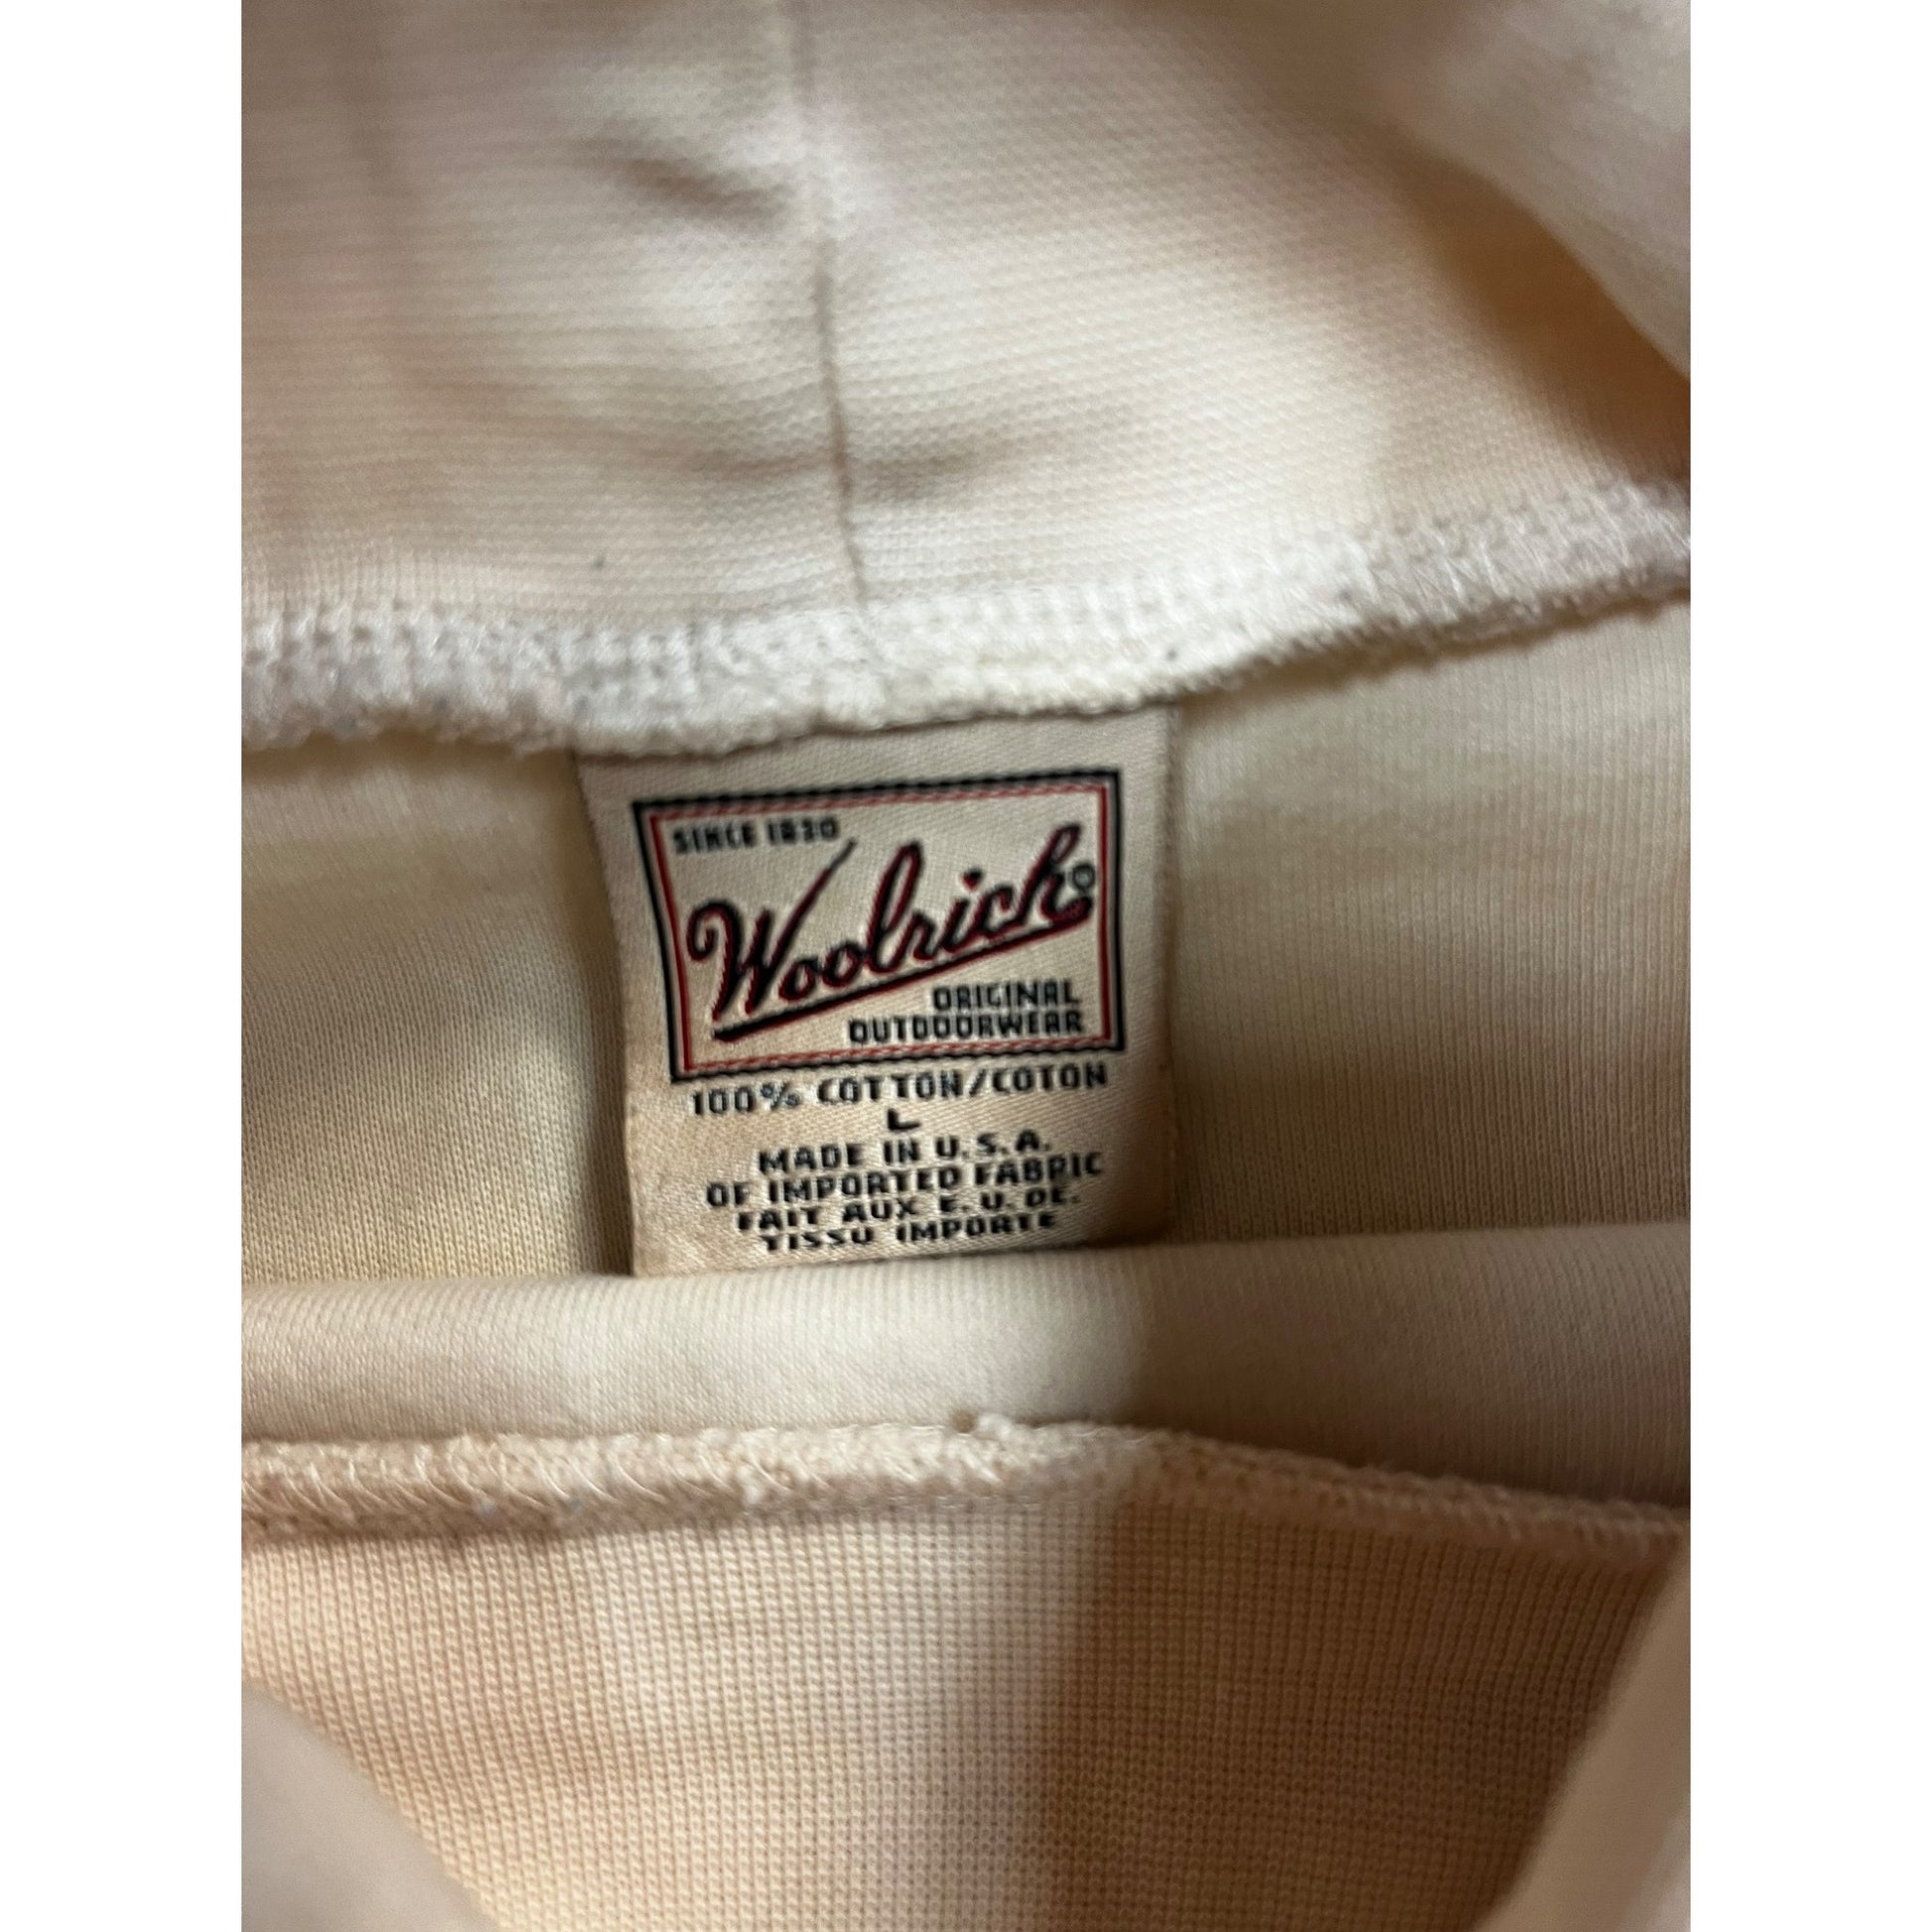 SINCE 1830
Woolrich®
ORIGINAL
OUTDOORWEAR
100% COTTON/COTON
L
MADE IN U.S.A.
OF IMPORTED FABRIC
FAIT AUX E.U. DE.
TISSU IMPORTE